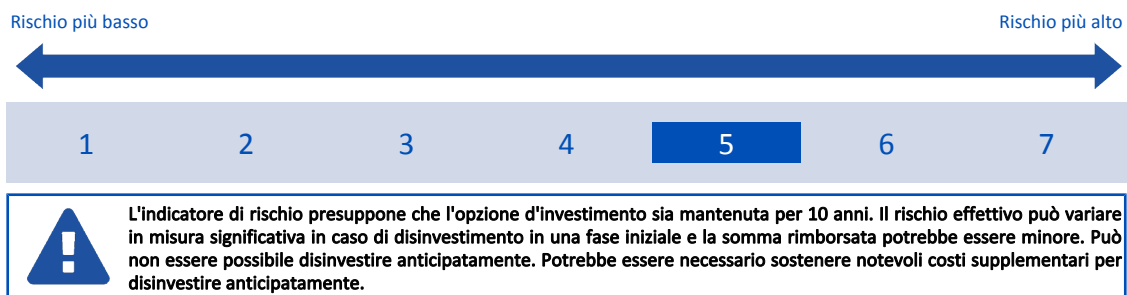 Rischio più basso Rischio più alto
1 2 3 4 5 6 7
L'indicatore di rischio presuppone che l'opzione d'investimento sia mantenuta per 10 anni. Il rischio effettivo può variare
in misura significativa in caso di disinvestimento in una fase iniziale e la somma rimborsata potrebbe essere minore. Può
non essere possibile disinvestire anticipatamente. Potrebbe essere necessario sostenere notevoli costi supplementari per
disinvestire anticipatamente.